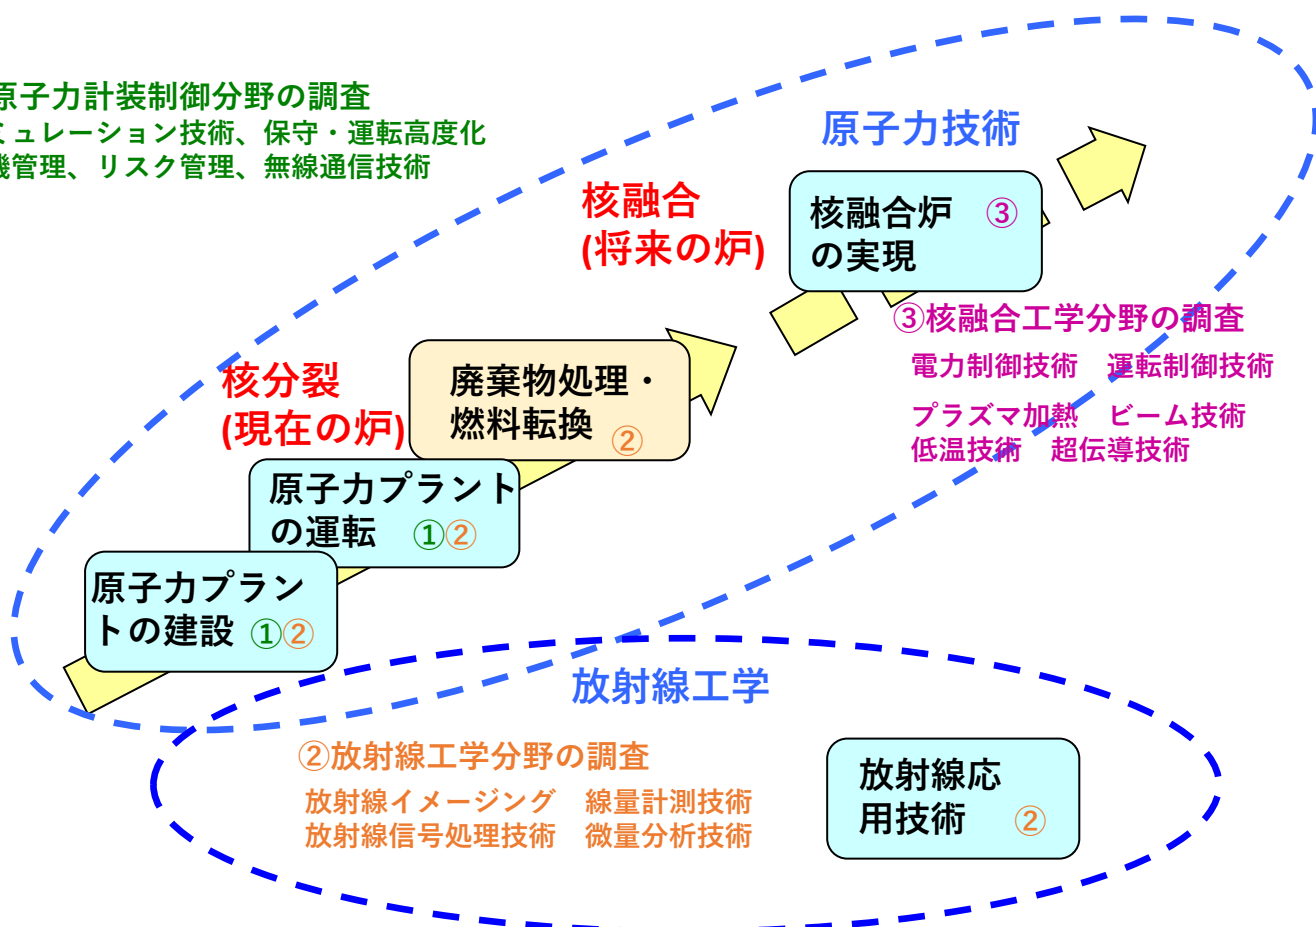 原子力計装制御分野の調査
ミュレーション技術、保守・運転高度化
機管理、リスク管理、無線通信技術
原子力技術
核融合
(将来の炉)
核融合炉 ③
の実現
③核融合工学分野の調査
電力制御技術 運転制御技術
プラズマ加熱 ビーム技術
低温技術 超伝導技術
核分裂
(現在の炉)
廃棄物処理・
燃料転換 ②
原子力プラント
の運転 ①②
原子力プラン
トの建設 ①②
放射線工学
②放射線工学分野の調査
放射線イメージング 線量計測技術
放射線信号処理技術 微量分析技術
放射線応
用技術 ②